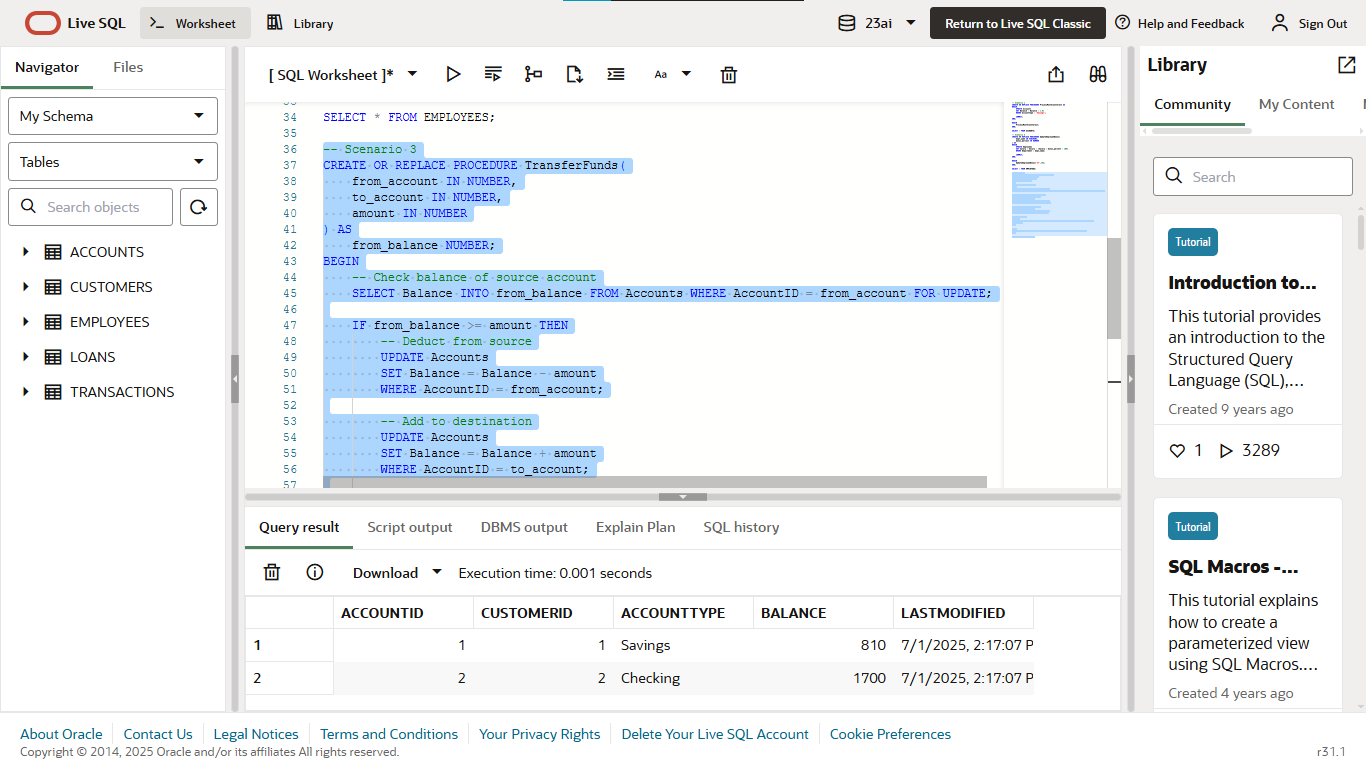 Live SQL
Worksheet
Library
23ai
Return to Live SQL Classic
Help and Feedback
Sign Out
Navigator
Files
My Schema
Tables
Search objects
ACCOUNTS
CUSTOMERS
EMPLOYEES
LOANS
TRANSACTIONS
[ SQL Worksheet ]*
Aa
33
34 SELECT * FROM EMPLOYEES;
35
36 -- Scenario 3
37 CREATE OR REPLACE PROCEDURE TransferFunds(
38 from_account IN NUMBER,
39 to_account IN NUMBER,
40 amount IN NUMBER
41 ) AS
42 from_balance NUMBER;
43 BEGIN
44 -- Check balance of source account
45 SELECT Balance INTO from_balance FROM Accounts WHERE AccountID = from_account FOR UPDATE;
46
47 IF from_balance >= amount THEN
48 -- Deduct from source
49 UPDATE Accounts
50 SET Balance = Balance - amount
51 WHERE AccountID = from_account;
52
53 -- Add to destination
54 UPDATE Accounts
55 SET Balance = Balance + amount
56 WHERE AccountID = to_account;
57
Query result
Script output
DBMS output
Explain Plan
SQL history
Download
Execution time: 0.001 seconds
ACCOUNTID CUSTOMERID ACCOUNTTYPE BALANCE LASTMODIFIED
1 1 1 Savings 810 7/1/2025, 2:17:07 P
2 2 2 Checking 1700 7/1/2025, 2:17:07 P
Library
Community
My Content
Search
Tutorial
Introduction to...
This tutorial provides
an introduction to the
Structured Query
Language (SQL),...
Created 9 years ago
1 3289
Tutorial
SQL Macros -...
This tutorial explains
how to create a
parameterized view
using SQL Macros....
Created 4 years ago
About Oracle
Contact Us
Legal Notices
Terms and Conditions
Your Privacy Rights
Delete Your Live SQL Account
Cookie Preferences
Copyright © 2014, 2025 Oracle and/or its affiliates All rights reserved.
r31.1